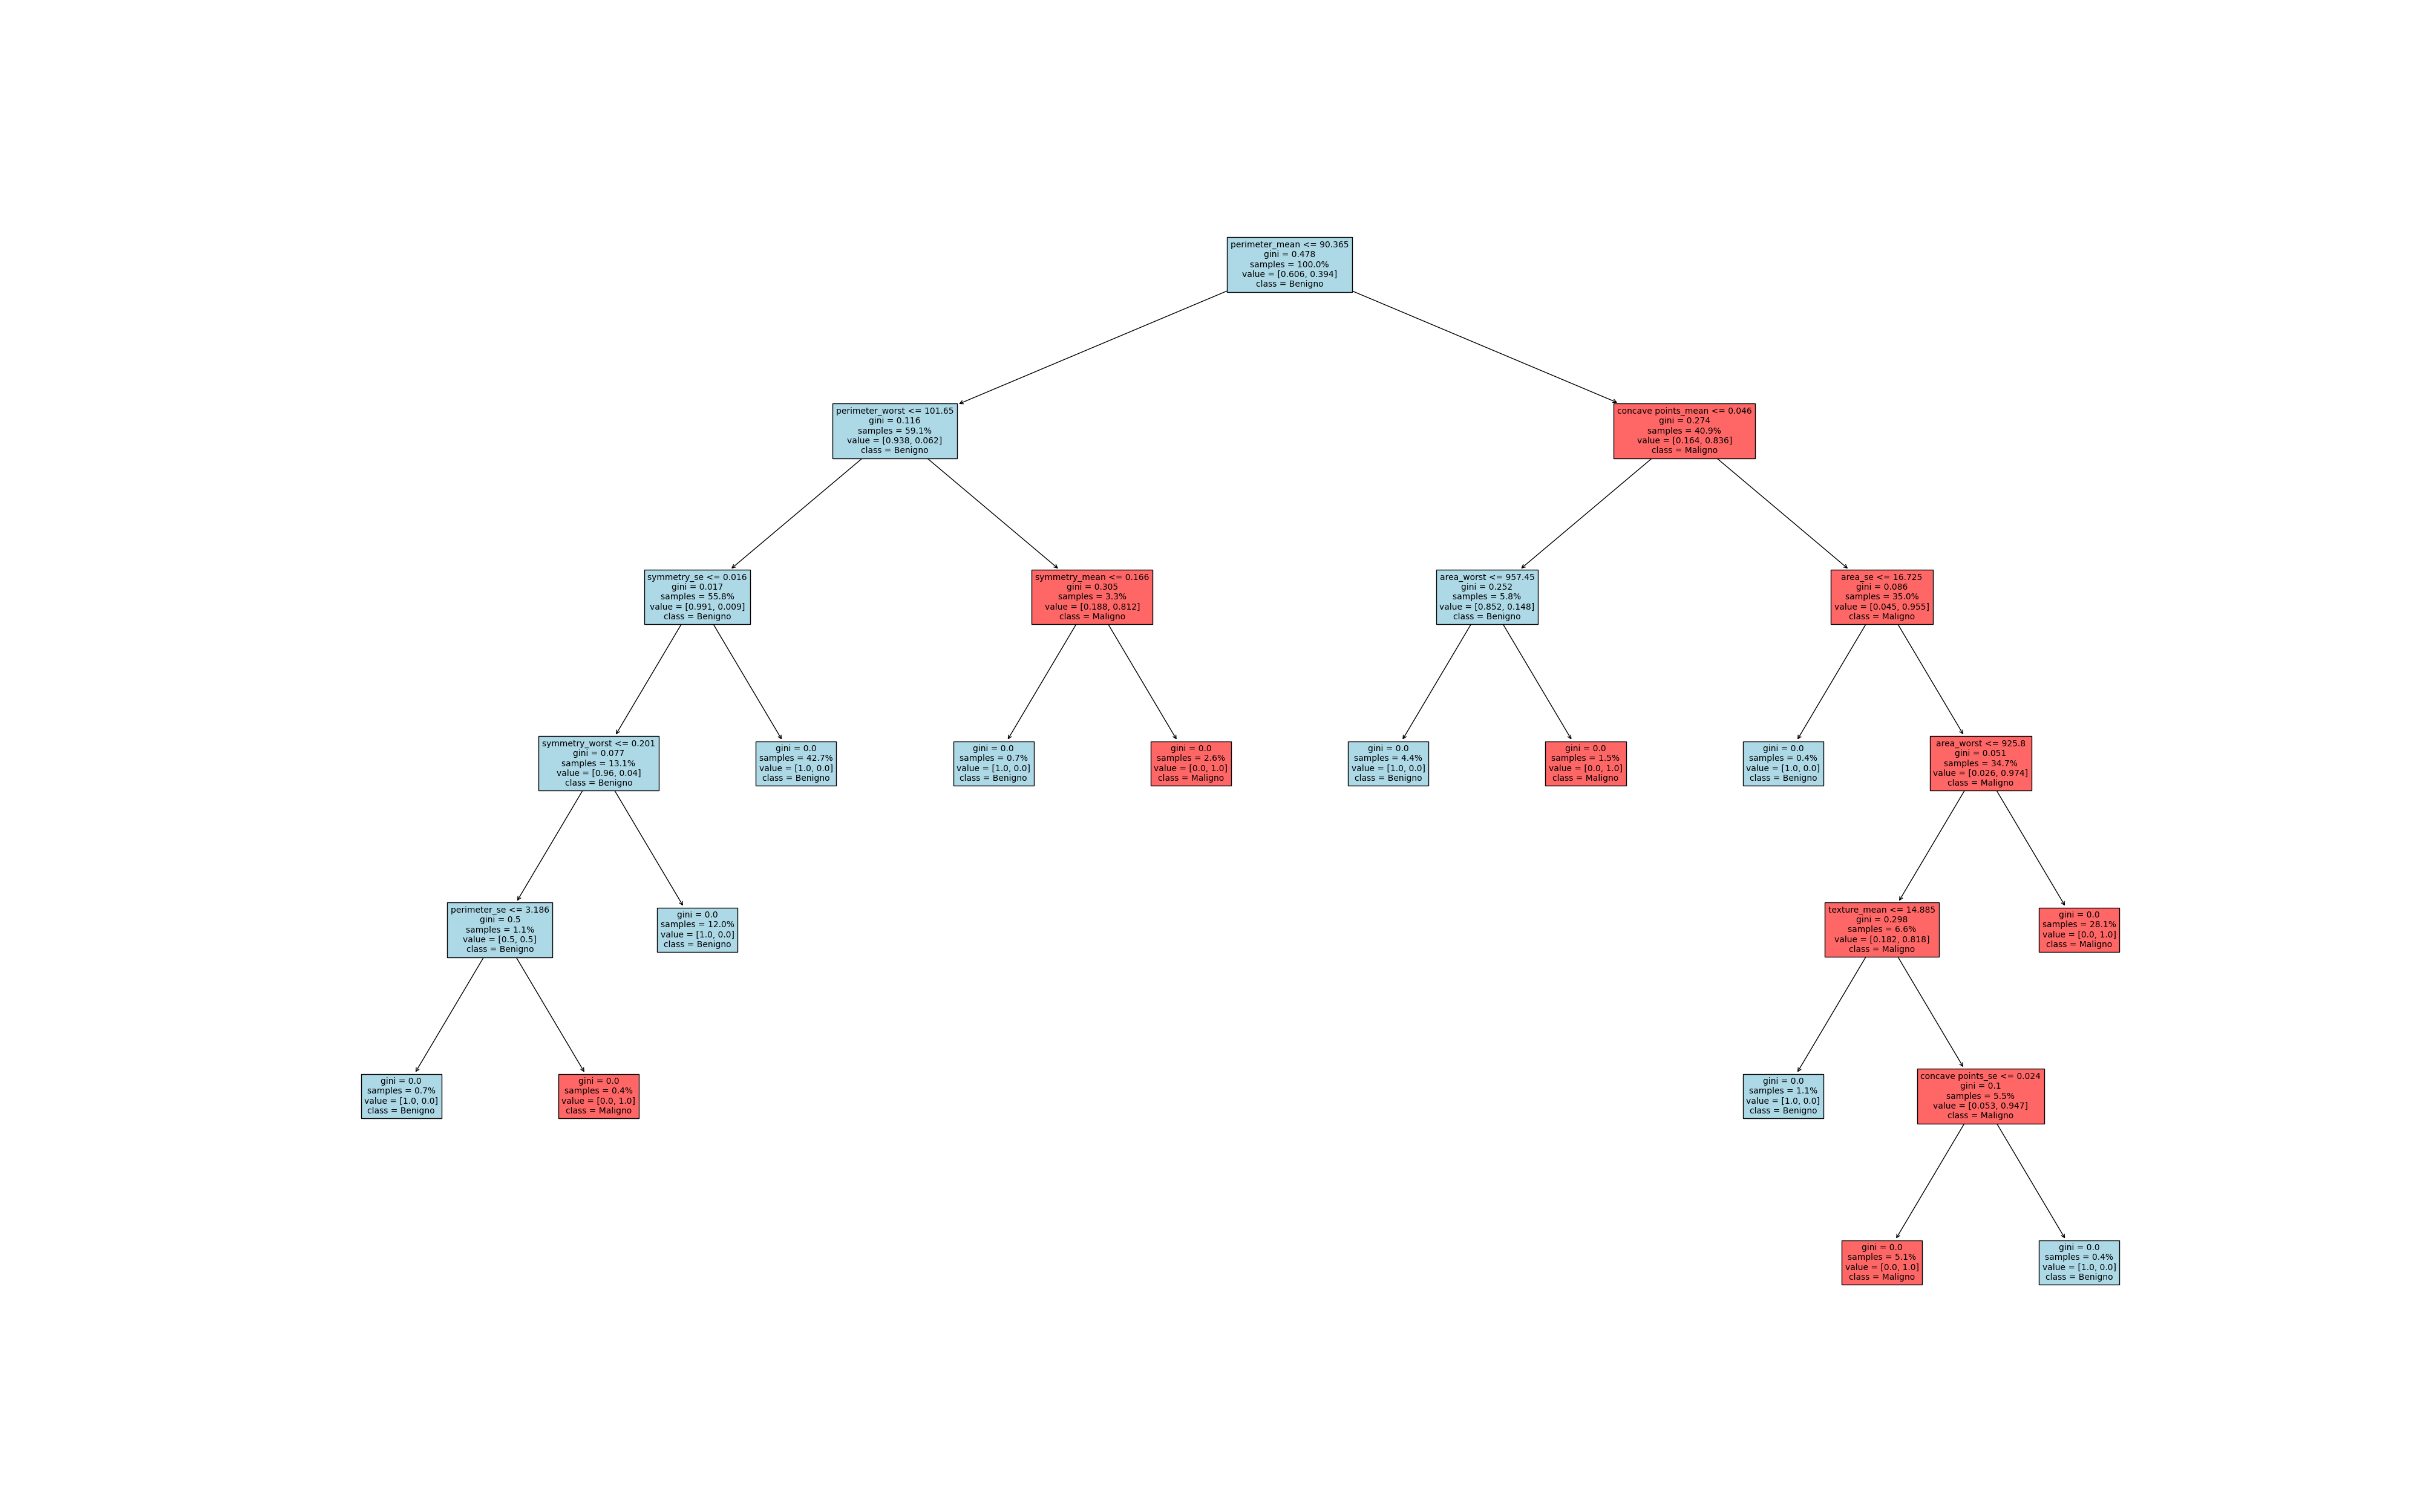 perimeter_mean <= 90.365
gini = 0.478
samples = 100.0%
value = [0.606, 0.394]
class = Benigno
perimeter_worst <= 101.65
gini = 0.116
samples = 59.1%
value = [0.938, 0.062]
class = Benigno
concave points_mean <= 0.046
gini = 0.274
samples = 40.9%
value = [0.164, 0.836]
class = Maligno
symmetry_se <= 0.016
gini = 0.017
samples = 55.8%
value = [0.991, 0.009]
class = Benigno
symmetry_mean <= 0.166
gini = 0.305
samples = 3.3%
value = [0.188, 0.812]
class = Maligno
area_worst <= 957.45
gini = 0.252
samples = 5.8%
value = [0.852, 0.148]
class = Benigno
area_se <= 16.725
gini = 0.086
samples = 35.0%
value = [0.045, 0.955]
class = Maligno
symmetry_worst <= 0.201
gini = 0.077
samples = 13.1%
value = [0.96, 0.04]
class = Benigno
gini = 0.0
samples = 42.7%
value = [1.0, 0.0]
class = Benigno
gini = 0.0
samples = 0.7%
value = [1.0, 0.0]
class = Benigno
gini = 0.0
samples = 2.6%
value = [0.0, 1.0]
class = Maligno
gini = 0.0
samples = 4.4%
value = [1.0, 0.0]
class = Benigno
gini = 0.0
samples = 1.5%
value = [0.0, 1.0]
class = Maligno
gini = 0.0
samples = 0.4%
value = [1.0, 0.0]
class = Benigno
area_worst <= 925.8
gini = 0.051
samples = 34.7%
value = [0.026, 0.974]
class = Maligno
perimeter_se <= 3.186
gini = 0.5
samples = 1.1%
value = [0.5, 0.5]
class = Benigno
gini = 0.0
samples = 12.0%
value = [1.0, 0.0]
class = Benigno
texture_mean <= 14.885
gini = 0.298
samples = 6.6%
value = [0.182, 0.818]
class = Maligno
gini = 0.0
samples = 28.1%
value = [0.0, 1.0]
class = Maligno
gini = 0.0
samples = 0.7%
value = [1.0, 0.0]
class = Benigno
gini = 0.0
samples = 0.4%
value = [0.0, 1.0]
class = Maligno
gini = 0.0
samples = 1.1%
value = [1.0, 0.0]
class = Benigno
concave points_se <= 0.024
gini = 0.1
samples = 5.5%
value = [0.053, 0.947]
class = Maligno
gini = 0.0
samples = 5.1%
value = [0.0, 1.0]
class = Maligno
gini = 0.0
samples = 0.4%
value = [1.0, 0.0]
class = Benigno